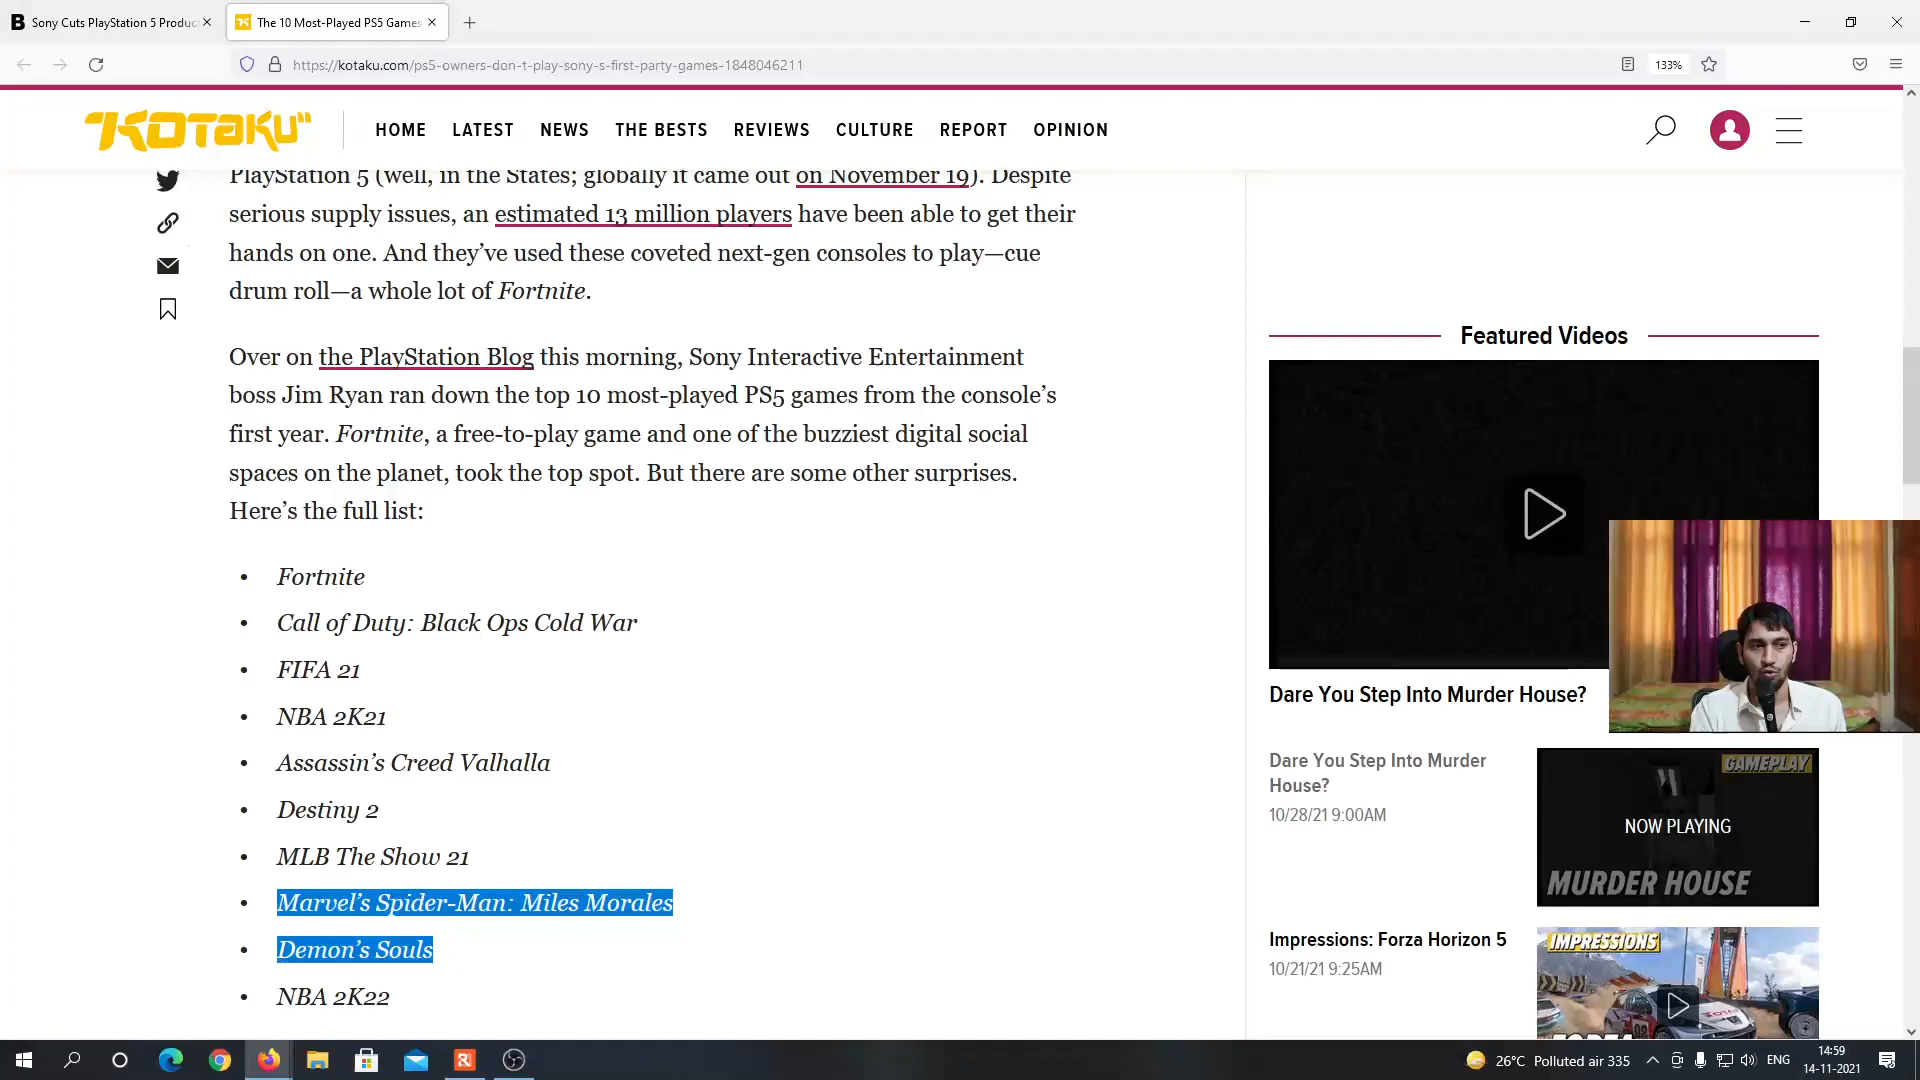 B Sony Cuts PlayStation 5 Produc
The 10 Most-Played PS5 Games
https://kotaku.com/ps5-owners-don-t-play-sony-s-first-party-games-1848046211
133%
KOTAKU
HOME LATEST NEWS THE BESTS REVIEWS CULTURE REPORT OPINION
PlayStation 5 (well, in the States; globally it came out on November 19). Despite
serious supply issues, an estimated 13 million players have been able to get their
hands on one. And they’ve used these coveted next-gen consoles to play—cue
drum roll—a whole lot of Fortnite.
Over on the PlayStation Blog this morning, Sony Interactive Entertainment
boss Jim Ryan ran down the top 10 most-played PS5 games from the console’s
first year. Fortnite, a free-to-play game and one of the buzziest digital social
spaces on the planet, took the top spot. But there are some other surprises.
Here’s the full list:
• Fortnite
• Call of Duty: Black Ops Cold War
• FIFA 21
• NBA 2K21
• Assassin’s Creed Valhalla
• Destiny 2
• MLB The Show 21
• Marvel’s Spider-Man: Miles Morales
• Demon’s Souls
• NBA 2K22
Featured Videos
Dare You Step Into Murder House?
Dare You Step Into Murder
House?
10/28/21 9:00AM
GAMEPLAY
NOW PLAYING
MURDER HOUSE
Impressions: Forza Horizon 5
10/21/21 9:25AM
IMPRESSIONS
26°C Polluted air 335
ENG
14:59
14-11-2021